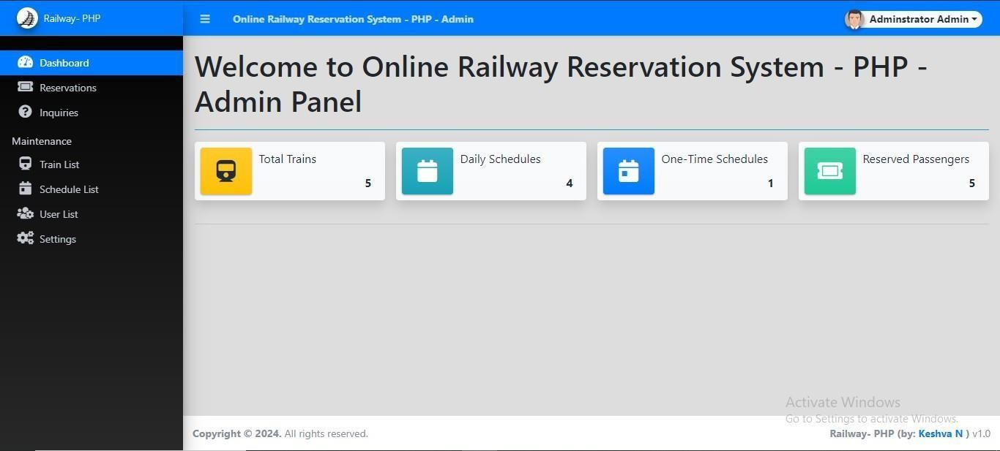 Railway- PHP
Online Railway Reservation System - PHP - Admin
Adminstrator Admin
Dashboard
Reservations
Inquiries
Maintenance
Train List
Schedule List
User List
Settings
Welcome to Online Railway Reservation System - PHP -
Admin Panel
Total Trains
5
Daily Schedules
4
One-Time Schedules
1
Reserved Passengers
5
Activate Windows
Go to Settings to activate Windows.
Copyright © 2024. All rights reserved.
Railway- PHP (by: Keshva N ) v1.0